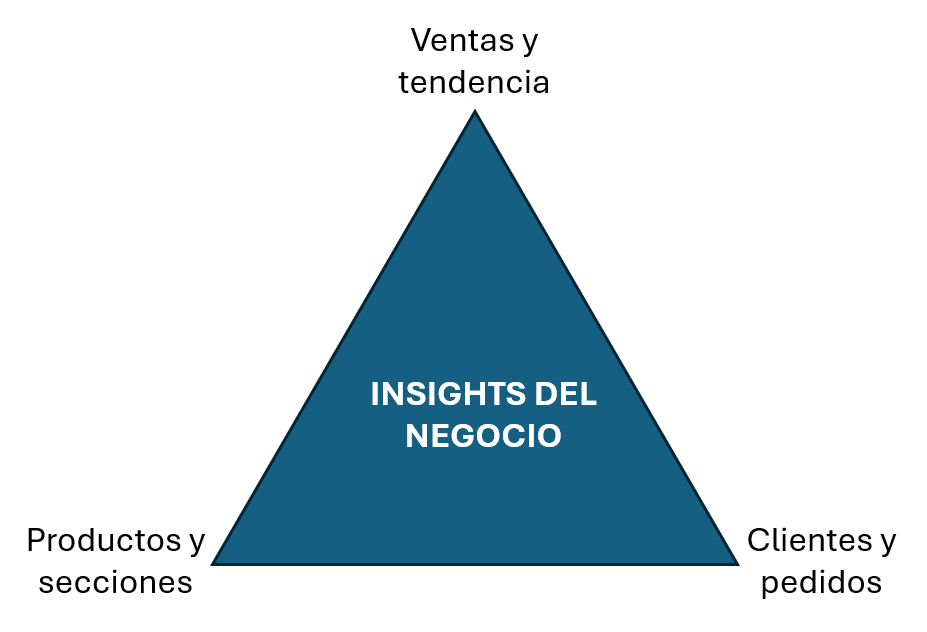 Ventas y
tendencia
INSIGHTS DEL
NEGOCIO
Productos y
secciones
Clientes y
pedidos